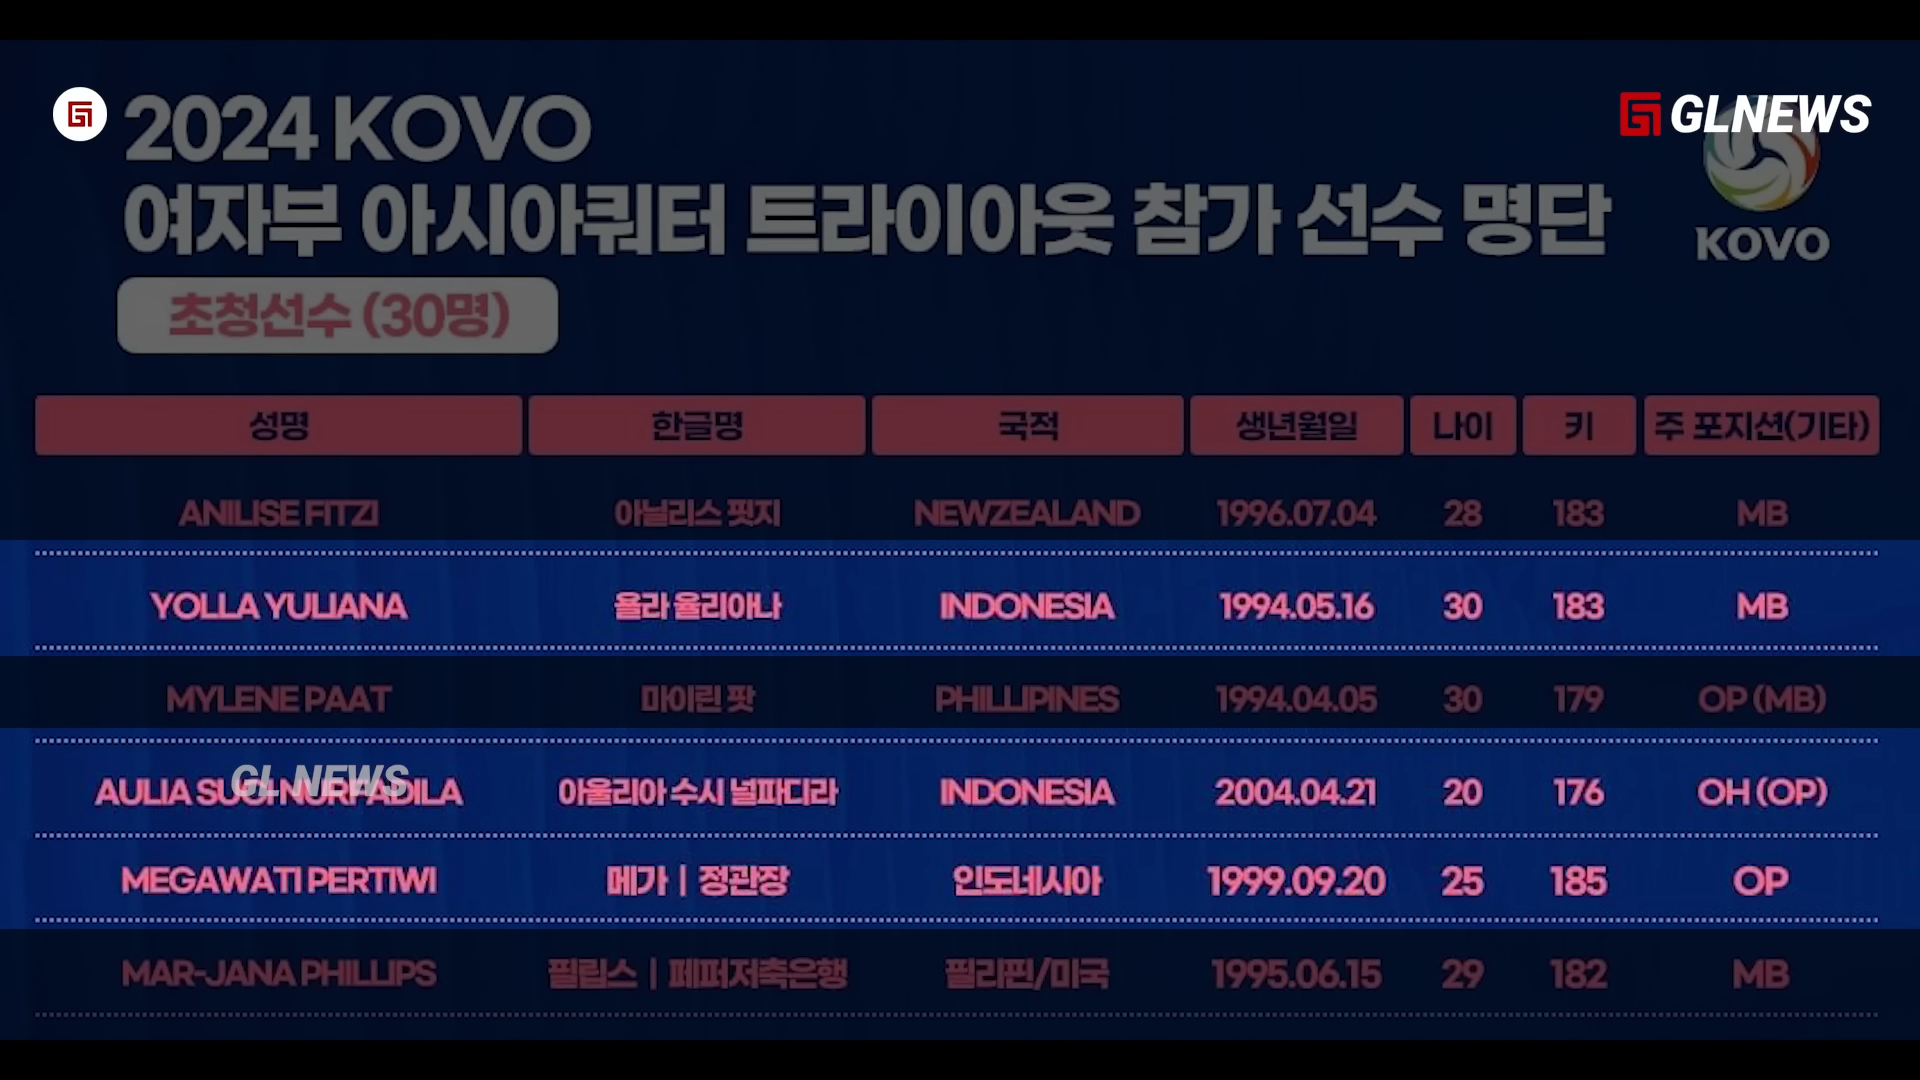 2024 KOVO
GLNEWS
여자부 아시아쿼터 트라이아웃 참가 선수 명단
KOVO
초청선수 (30명)
성명 한글명 국적 생년월일 나이 키 주 포지션(기타)
ANILISE FITZI 아닐리스 핏지 NEWZEALAND 1996.07.04 28 183 MB
YOLLA YULIANA 욜라 율리아나 INDONESIA 1994.05.16 30 183 MB
MYLENE PAAT 마이린 팟 PHILLIPINES 1994.04.05 30 179 OP (MB)
GL NEWS
AULIA SUCI NURFADILA 아울리아 수시 널파디라 INDONESIA 2004.04.21 20 176 OH (OP)
MEGAWATI PERTIWI 메가 | 정관장 인도네시아 1999.09.20 25 185 OP
MAR-JANA PHILLIPS 필립스 | 페퍼저축은행 필리핀/미국 1995.06.15 29 182 MB